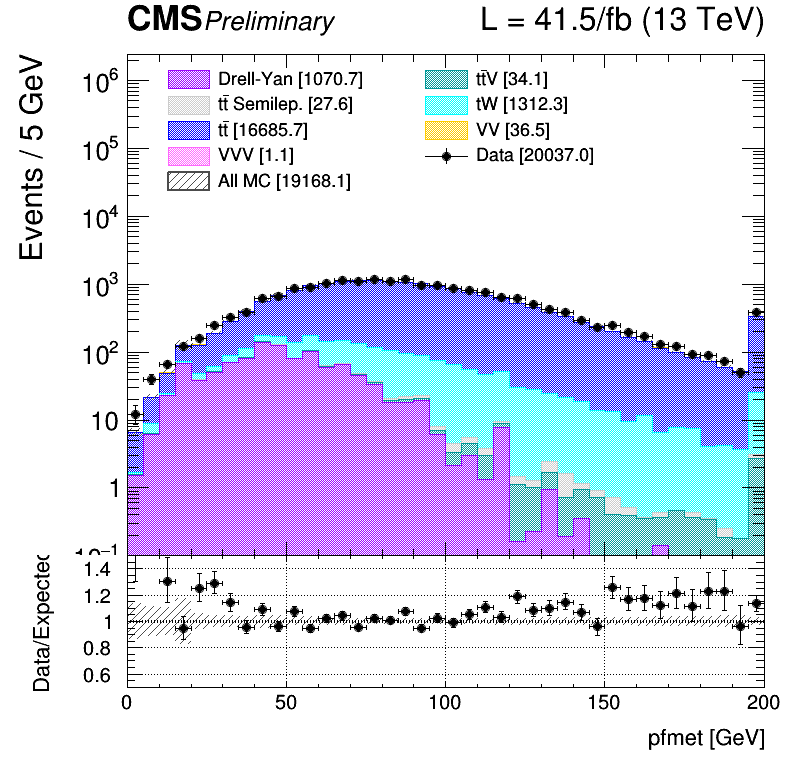 CMS Preliminary L = 41.5/fb (13 TeV)
Events / 5 GeV
Drell-Yan [1070.7] tt̄V [34.1]
tt̄ Semilep. [27.6] tW [1312.3]
tt̄ [16685.7] VV [36.5]
VVV [1.1] Data [20037.0]
All MC [19168.1]
10⁶
10⁵
10⁴
10³
10²
10
1
10⁻¹
Data/Expected
1.4
1.2
1
0.8
0.6
0 50 100 150 200
pfmet [GeV]